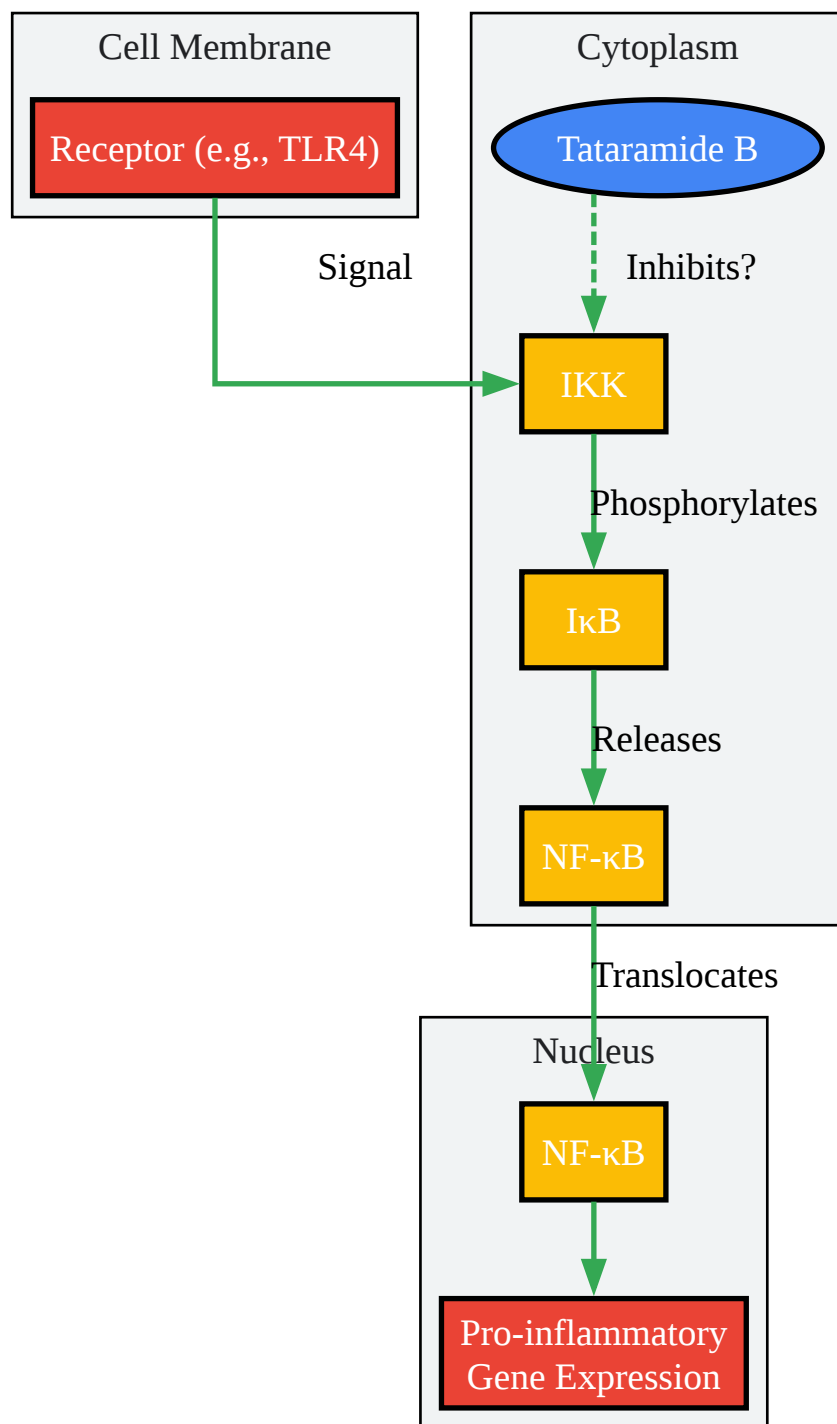 Cell Membrane
Receptor (e.g., TLR4)
Cytoplasm
Tataramide B
Signal
Inhibits?
IKK
Phosphorylates
IκB
Releases
NF-κB
Translocates
Nucleus
NF-κB
Pro-inflammatory
Gene Expression